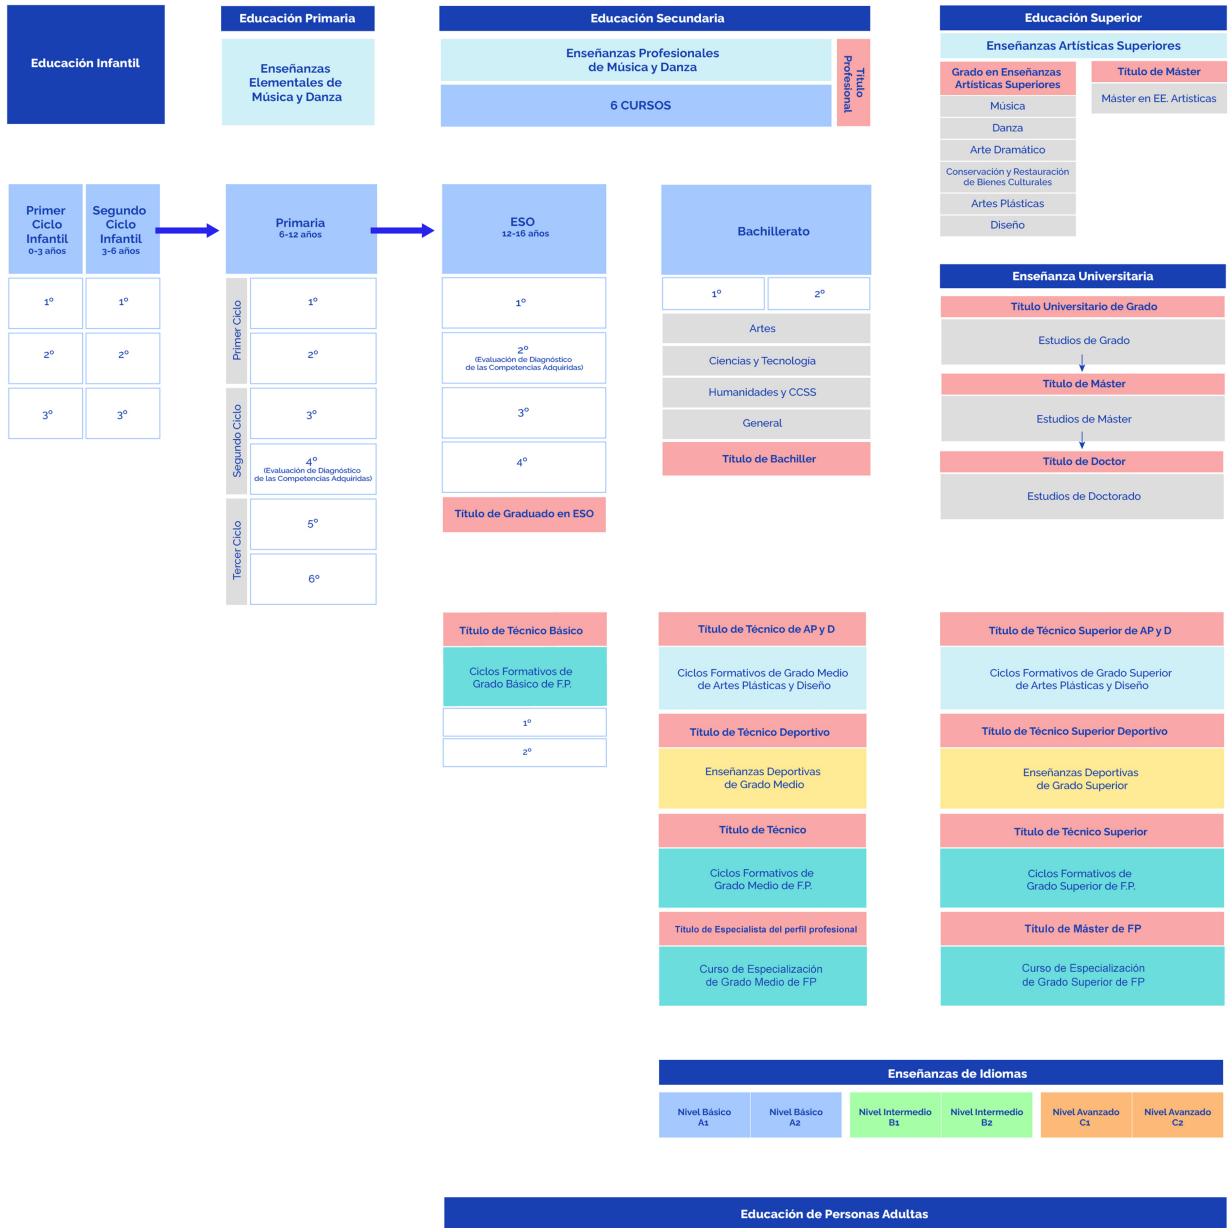 Educación Infantil
Educación Primaria
Enseñanzas
Elementales de
Música y Danza
Educación Secundaria
Enseñanzas Profesionales
de Música y Danza
6 CURSOS
Título
Profesional
Educación Superior
Enseñanzas Artísticas Superiores
Grado en Enseñanzas
Artísticas Superiores
Música
Danza
Arte Dramático
Conservación y Restauración
de Bienes Culturales
Artes Plásticas
Diseño
Título de Máster
Máster en EE. Artísticas
Primer
Ciclo
Infantil
0-3 años
1º
2º
3º
Segundo
Ciclo
Infantil
3-6 años
1º
2º
3º
Primaria
6-12 años
Primer Ciclo
1º
2º
Segundo Ciclo
3º
4º
(Evaluación de Diagnóstico
de las Competencias Adquiridas)
Tercer Ciclo
5º
6º
ESO
12-16 años
1º
2º
(Evaluación de Diagnóstico
de las Competencias Adquiridas)
3º
4º
Título de Graduado en ESO
Bachillerato
1º
2º
Artes
Ciencias y Tecnología
Humanidades y CCSS
General
Título de Bachiller
Enseñanza Universitaria
Título Universitario de Grado
Estudios de Grado
Título de Máster
Estudios de Máster
Título de Doctor
Estudios de Doctorado
Título de Técnico Básico
Ciclos Formativos de
Grado Básico de F.P.
1º
2º
Título de Técnico de AP y D
Ciclos Formativos de Grado Medio
de Artes Plásticas y Diseño
Título de Técnico Deportivo
Enseñanzas Deportivas
de Grado Medio
Título de Técnico
Ciclos Formativos de
Grado Medio de F.P.
Título de Especialista del perfil profesional
Curso de Especialización
de Grado Medio de FP
Título de Técnico Superior de AP y D
Ciclos Formativos de Grado Superior
de Artes Plásticas y Diseño
Título de Técnico Superior Deportivo
Enseñanzas Deportivas
de Grado Superior
Título de Técnico Superior
Ciclos Formativos de
Grado Superior de F.P.
Título de Máster de FP
Curso de Especialización
de Grado Superior de FP
Enseñanzas de Idiomas
Nivel Básico
A1
Nivel Básico
A2
Nivel Intermedio
B1
Nivel Intermedio
B2
Nivel Avanzado
C1
Nivel Avanzado
C2
Educación de Personas Adultas